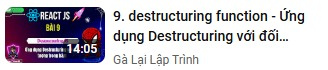 REACT JS
BÀI 9
14:05
9. destructuring function - Ứng
dụng Destructuring với đối...
Gà Lại Lập Trình